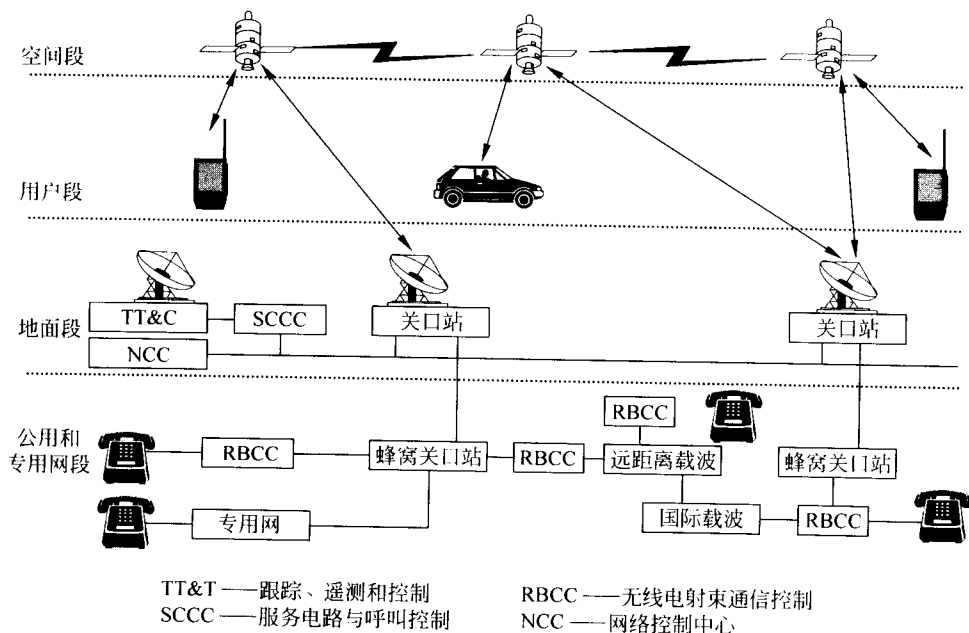 空间段
用户段
地面段
TT&C
SCCC
NCC
关口站
关口站
公用和
专用网段
RBCC
蜂窝关口站
RBCC
RBCC
远距离载波
蜂窝关口站
专用网
国际载波
RBCC
TT&T——跟踪、遥测和控制
SCCC——服务电路与呼叫控制
RBCC——无线电射束通信控制
NCC——网络控制中心